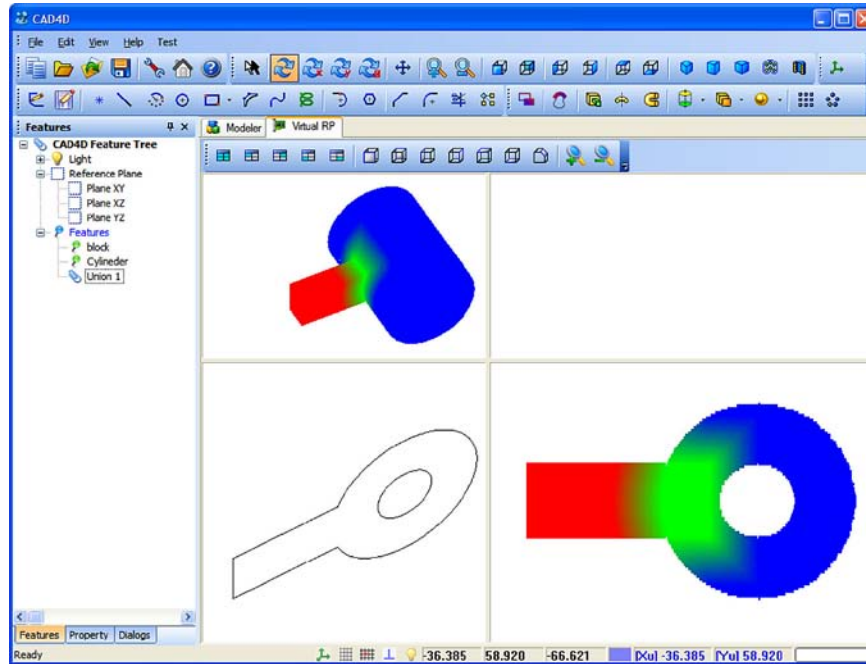 CAD4D
File Edit View Help Test
Features
Modeler Virtual RP
CAD4D Feature Tree
Light
Reference Plane
Plane XY
Plane XZ
Plane YZ
Features
block
Cylineder
Union 1
Features Property Dialogs
Ready -36.385 58.920 -66.621 [Xu] -36.385 [Yu] 58.920